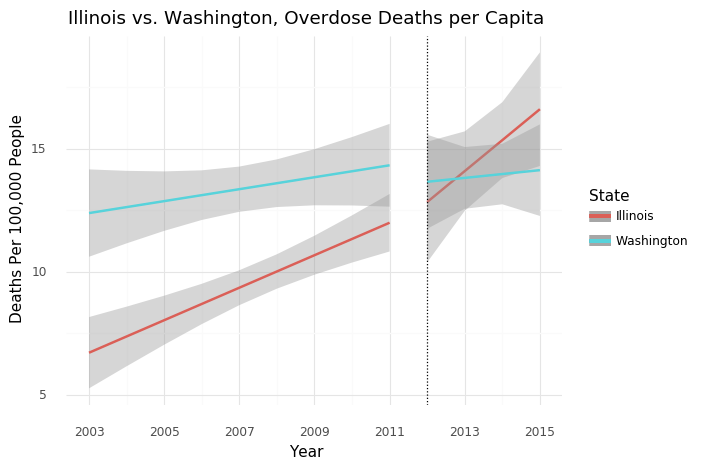 Illinois vs. Washington, Overdose Deaths per Capita
Deaths Per 100,000 People
15
10
5
2003 2005 2007 2009 2011 2013 2015
Year
State
Illinois
Washington